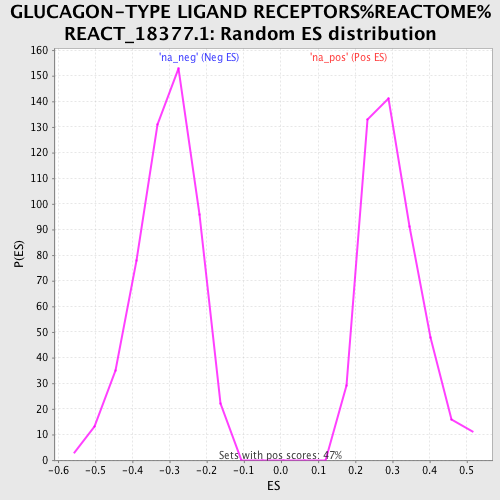 GLUCAGON-TYPE LIGAND RECEPTORS%REACTOME%
REACT_18377.1: Random ES distribution
'na_neg' (Neg ES) 'na_pos' (Pos ES)
160
150
140
130
120
110
100
90
80
70
60
50
40
30
20
10
0
P(ES)
Sets with pos scores: 47%
-0.6 -0.5 -0.4 -0.3 -0.2 -0.1 0.0 0.1 0.2 0.3 0.4 0.5
ES